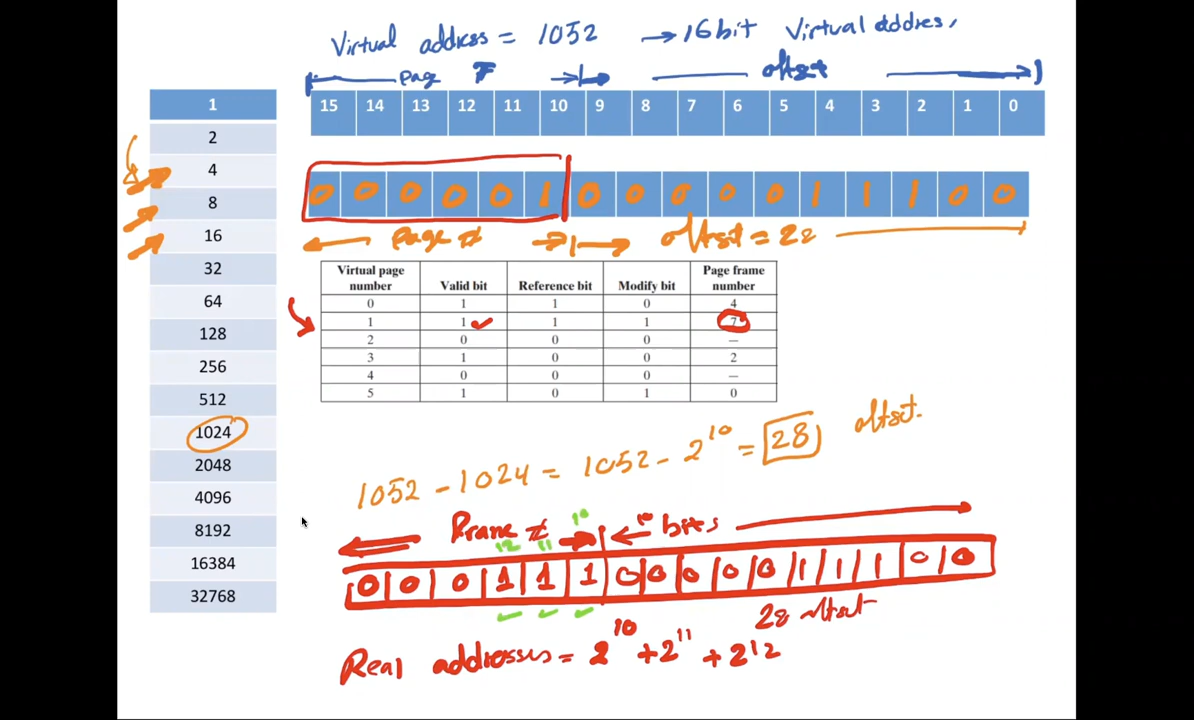 Virtual address = 1052 → 16 bit Virtual addres.
page # offset
15 14 13 12 11 10 9 8 7 6 5 4 3 2 1 0
1
2
4
8
16
32
64
128
256
512
1024
2048
4096
8192
16384
32768
0 0 0 0 0 1 0 0 0 0 0 1 1 1 0 0
page # offset = 28
Virtual page number Valid bit Reference bit Modify bit Page frame number
0 1 1 0 4
1 1 1 1 7
2 0 0 0 —
3 1 0 0 2
4 0 0 0 —
5 1 0 1 0
1052 - 1024 = 1052 - 2^10 = 28 offset.
Frame # 10 bits
12 11 10
0 0 0 1 1 1 0 0 0 0 0 1 1 1 0 0
28 offset
Real addresses = 2^10 + 2^11 + 2^12